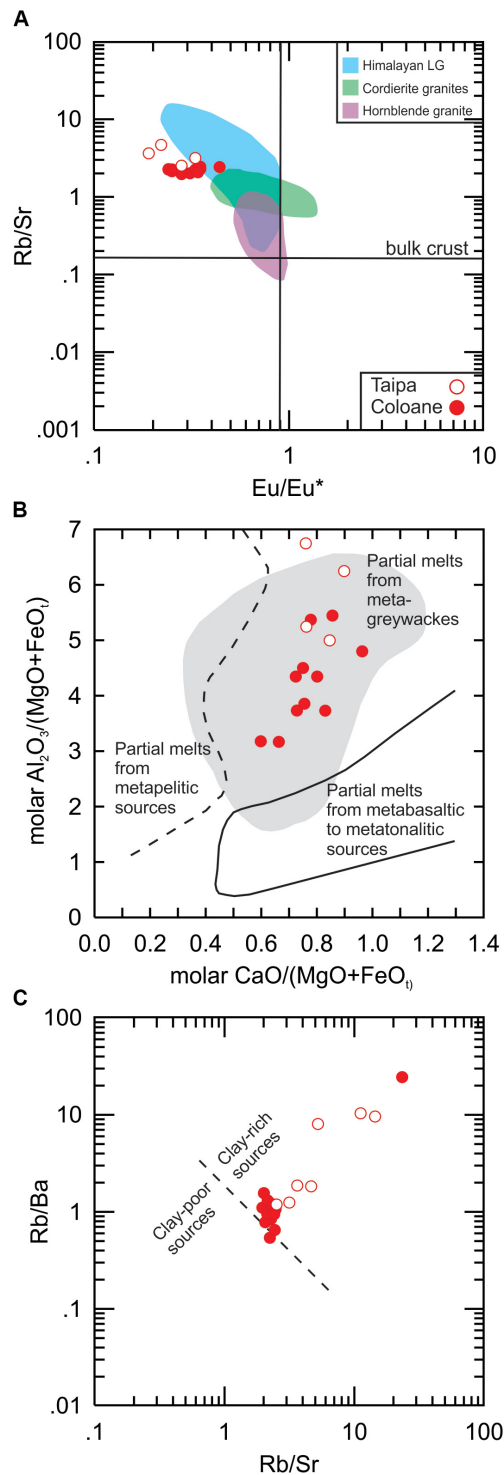 A
100
10
1
.1
.01
.001
Rb/Sr
Himalayan LG
Cordierite granites
Hornblende granite
bulk crust
Taipa
Coloane
.1
1
10
Eu/Eu*
B
7
6
5
4
3
2
1
0
molar Al₂O₃/(MgO+FeOₜ)
Partial melts
from
meta-
greywackes
Partial melts
from
metapelitic
sources
Partial melts
from metabasaltic
to metatonalitic
sources
0.0 0.2 0.4 0.6 0.8 1.0 1.2 1.4
molar CaO/(MgO+FeOₜ₎
C
100
10
1
.1
.01
Rb/Ba
Clay-rich
sources
Clay-poor
sources
.1
1
10
100
Rb/Sr